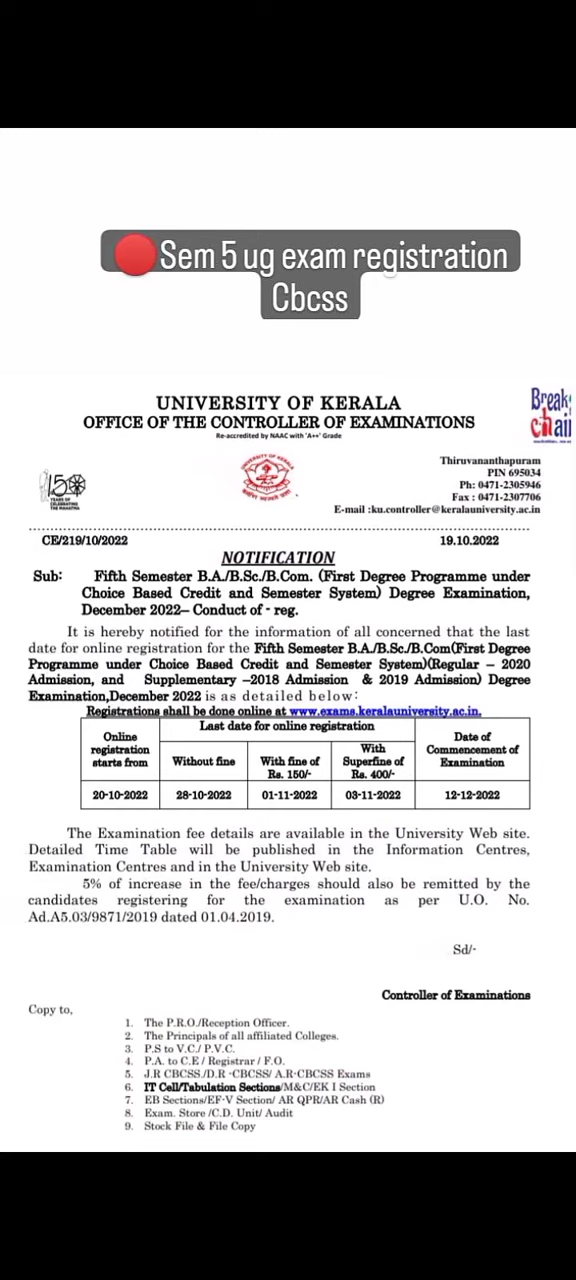 🔴Sem 5 ug exam registration
Cbcss
UNIVERSITY OF KERALA
OFFICE OF THE CONTROLLER OF EXAMINATIONS
Re-accredited by NAAC with 'A++' Grade
Break
chai
UNIVERSITY OF KERALA
150
YEARS OF
CELEBRATING
THE MAHATMA
Thiruvananthapuram
PIN 695034
Ph: 0471-2305946
Fax : 0471-2307706
E-mail :ku.controller@keralauniversity.ac.in
CE/219/10/2022 19.10.2022
NOTIFICATION
Sub: Fifth Semester B.A./B.Sc./B.Com. (First Degree Programme under
Choice Based Credit and Semester System) Degree Examination,
December 2022– Conduct of - reg.
It is hereby notified for the information of all concerned that the last
date for online registration for the Fifth Semester B.A./B.Sc./B.Com(First Degree
Programme under Choice Based Credit and Semester System)(Regular – 2020
Admission, and Supplementary –2018 Admission & 2019 Admission) Degree
Examination,December 2022 is as detailed below:
Registrations shall be done online at www.exams.keralauniversity.ac.in.
Online
registration
starts from
Last date for online registration
Without fine
With fine of
Rs. 150/-
With
Superfine of
Rs. 400/-
Date of
Commencement of
Examination
20-10-2022 28-10-2022 01-11-2022 03-11-2022 12-12-2022
The Examination fee details are available in the University Web site.
Detailed Time Table will be published in the Information Centres,
Examination Centres and in the University Web site.
5% of increase in the fee/charges should also be remitted by the
candidates registering for the examination as per U.O. No.
Ad.A5.03/9871/2019 dated 01.04.2019.
Sd/-
Controller of Examinations
Copy to,
1. The P.R.O./Reception Officer.
2. The Principals of all affiliated Colleges.
3. P.S to V.C./ P.V.C.
4. P.A. to C.E / Registrar / F.O.
5. J.R CBCSS./D.R -CBCSS/ A.R-CBCSS Exams
6. IT Cell/Tabulation Sections/M&C/EK I Section
7. EB Sections/EF-V Section/ AR QPR/AR Cash (R)
8. Exam. Store /C.D. Unit/ Audit
9. Stock File & File Copy